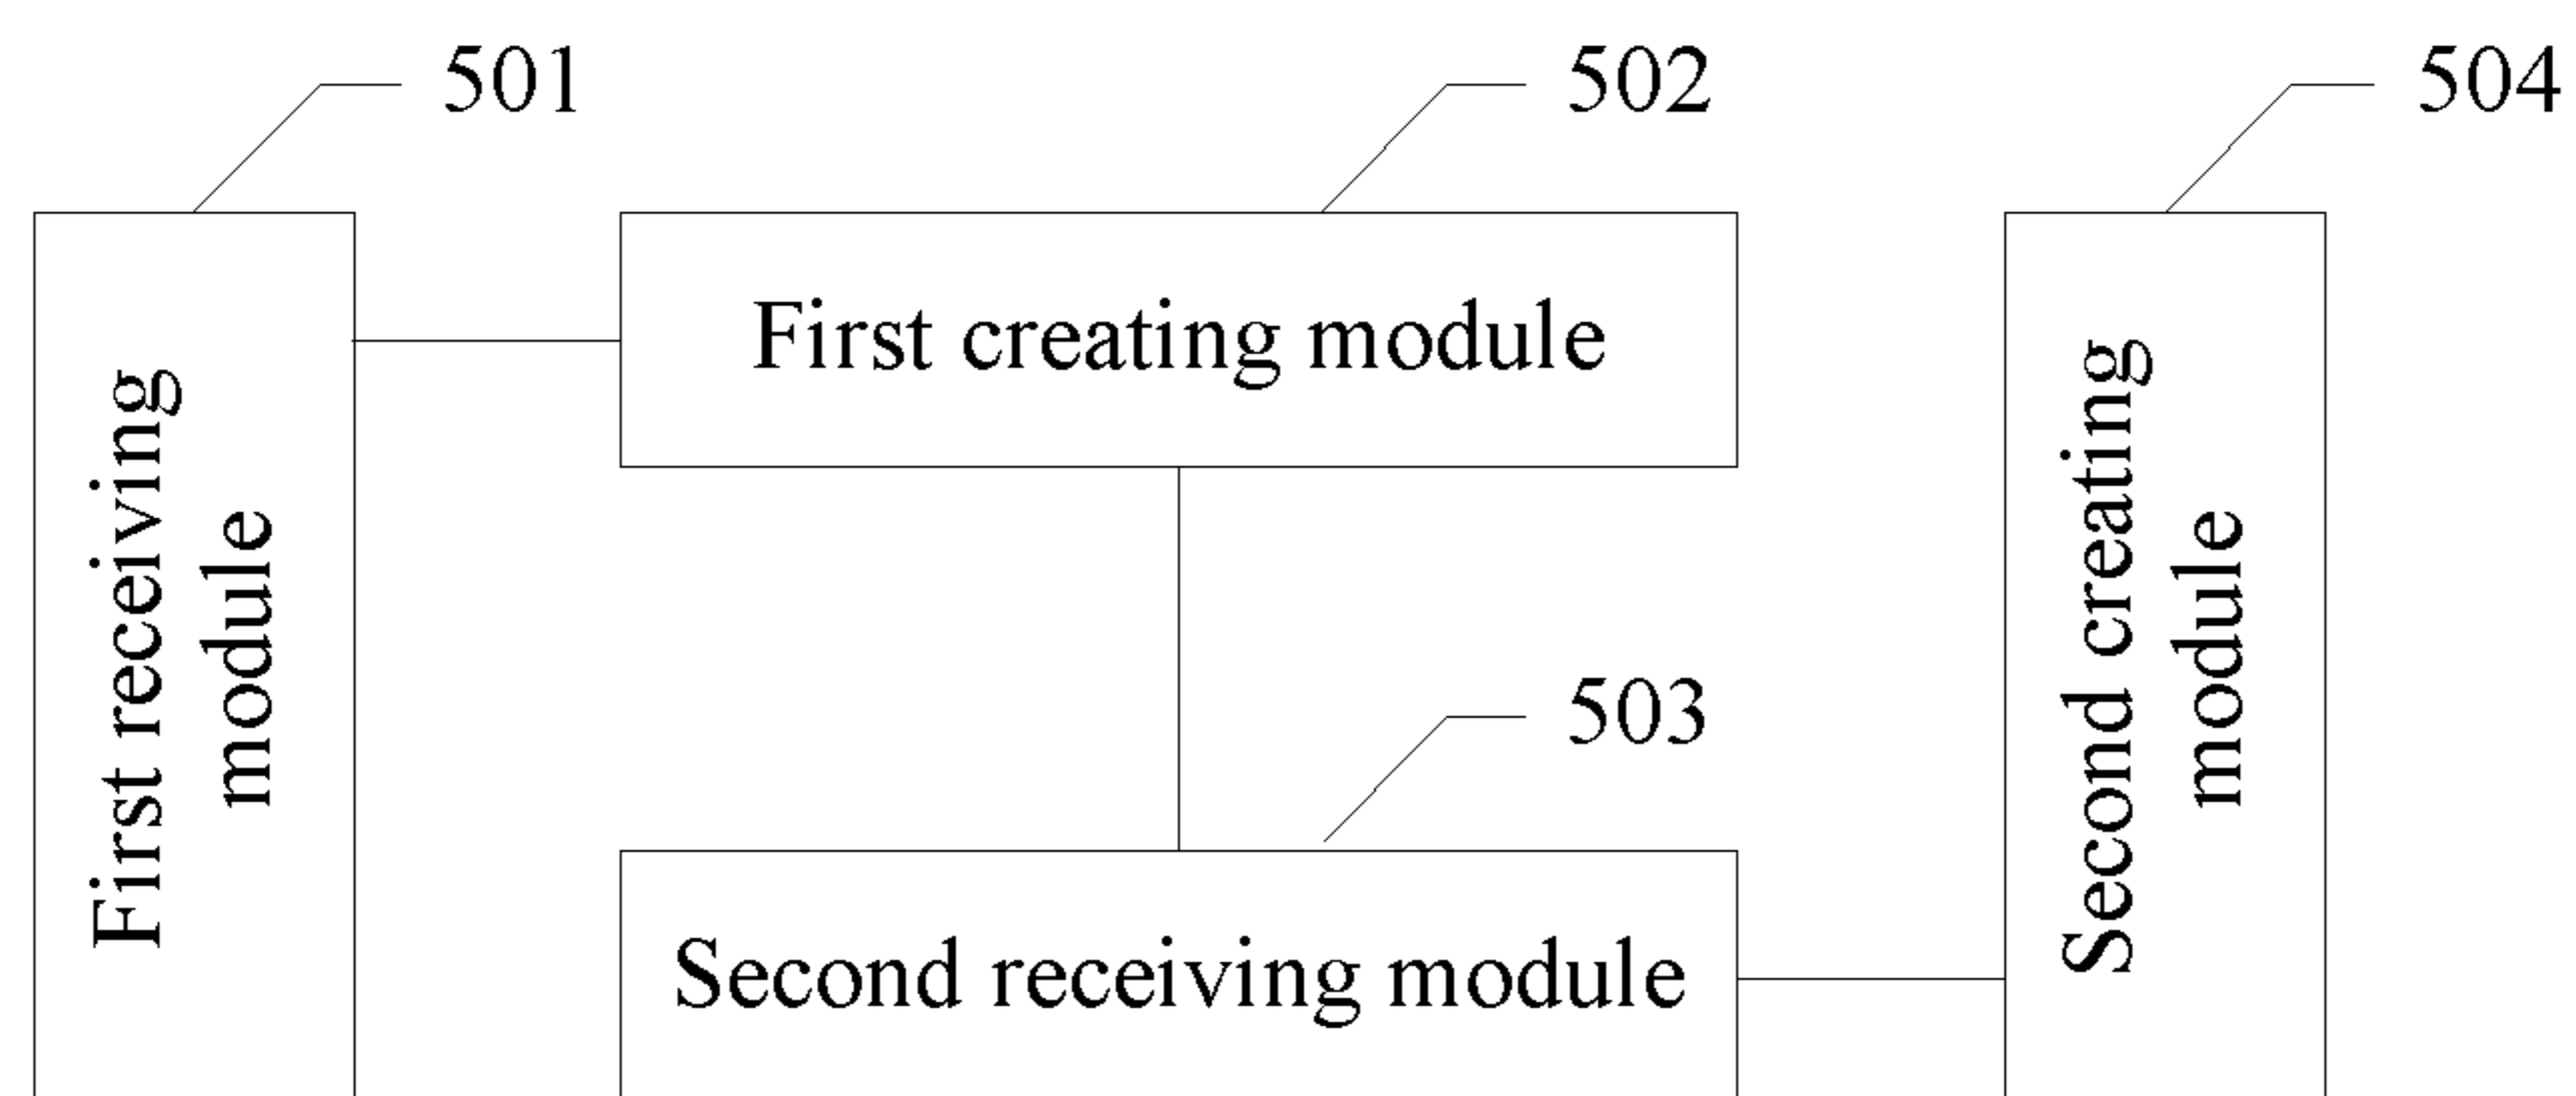 501
502
504
First receiving
module
First creating module
Second creating
module
503
Second receiving module